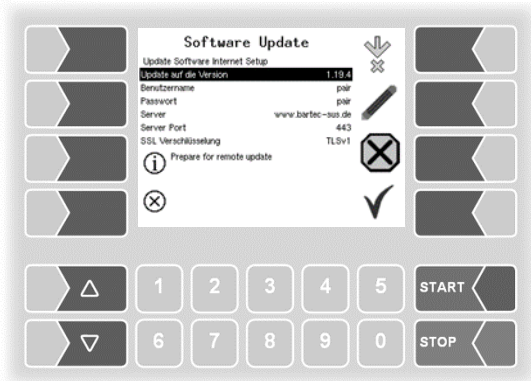 Software Update
Update Software Internet Setup
Update auf die Version 1.19.4
Benutzername pair
Passwort pair
Server www.bartec-sus.de
Server Port 443
SSL Verschlüsselung TLSv1
i Prepare for remote update
1 2 3 4 5 START
6 7 8 9 0 STOP